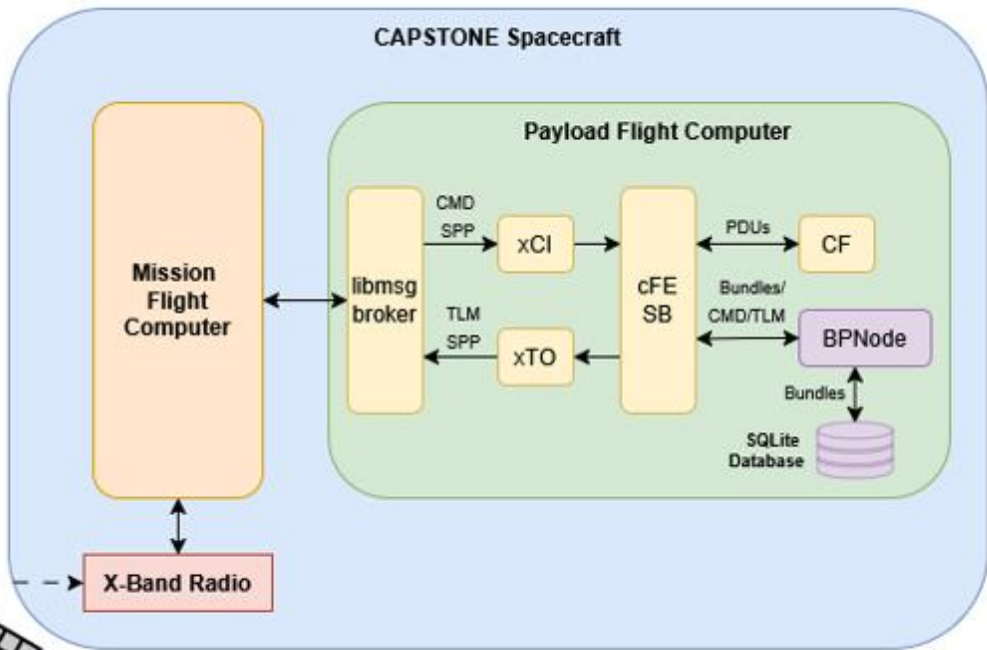 CAPSTONE Spacecraft
Payload Flight Computer
Mission
Flight
Computer
libmsg
broker
CMD
SPP
xCI
TLM
SPP
xTO
cFE
SB
PDUs
CF
Bundles/
CMD/TLM
BPNode
Bundles
SQLite
Database
X-Band Radio